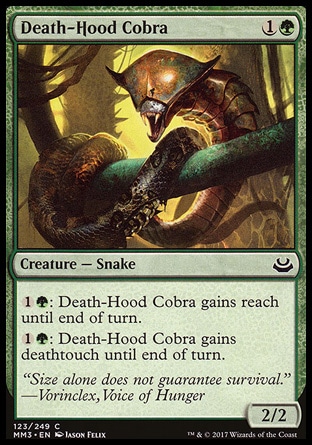 Death-Hood Cobra 1
Creature — Snake
1 : Death-Hood Cobra gains reach
until end of turn.
1 : Death-Hood Cobra gains
deathtouch until end of turn.
“Size alone does not guarantee survival.”
—Vorinclex, Voice of Hunger
2/2
123/249 C
MM3 • EN Jason Felix ™ & © 2017 Wizards of the Coast